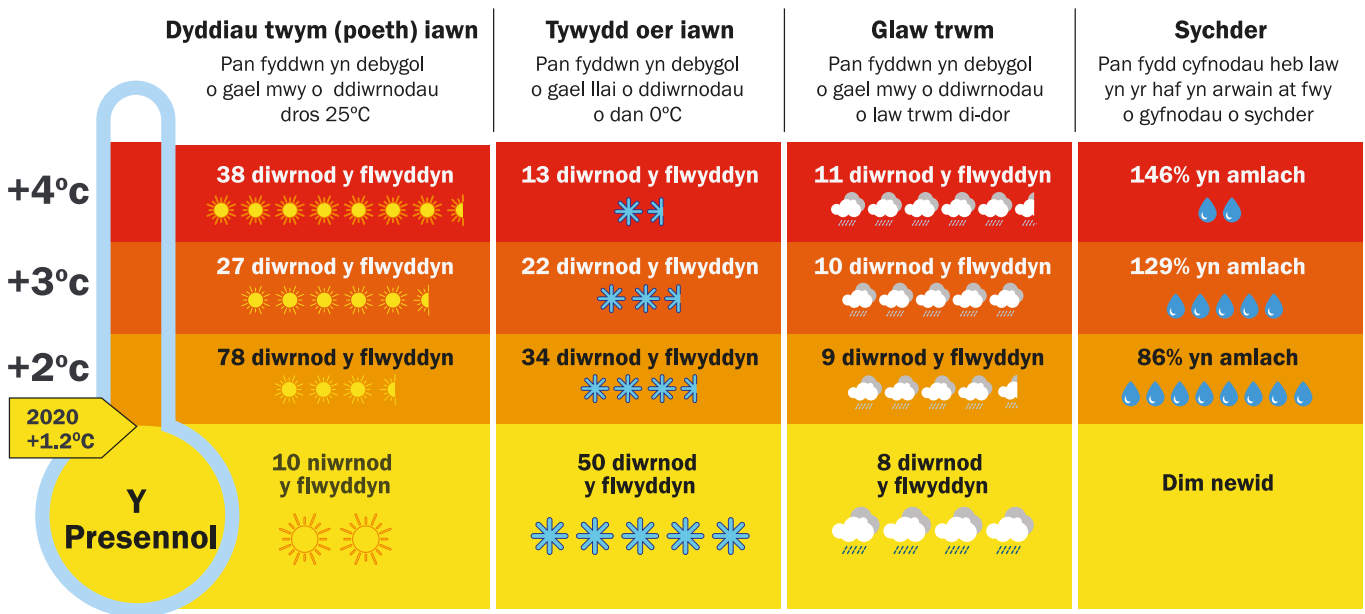 Dyddiau twym (poeth) iawn
Pan fyddwn yn debygol
o gael mwy o ddiwrnodau
dros 25ºC
Tywydd oer iawn
Pan fyddwn yn debygol
o gael llai o ddiwrnodau
o dan 0ºC
Glaw trwm
Pan fyddwn yn debygol
o gael mwy o ddiwrnodau
o law trwm di-dor
Sychder
Pan fydd cyfnodau heb law
yn yr haf yn arwain at fwy
o gyfnodau o sychder
+4ºc
38 diwrnod y flwyddyn
13 diwrnod y flwyddyn
11 diwrnod y flwyddyn
146% yn amlach
+3ºc
27 diwrnod y flwyddyn
22 diwrnod y flwyddyn
10 diwrnod y flwyddyn
129% yn amlach
+2ºc
78 diwrnod y flwyddyn
34 diwrnod y flwyddyn
9 diwrnod y flwyddyn
86% yn amlach
2020
+1.2ºC
Y
Presennol
10 niwrnod
y flwyddyn
50 diwrnod
y flwyddyn
8 diwrnod
y flwyddyn
Dim newid